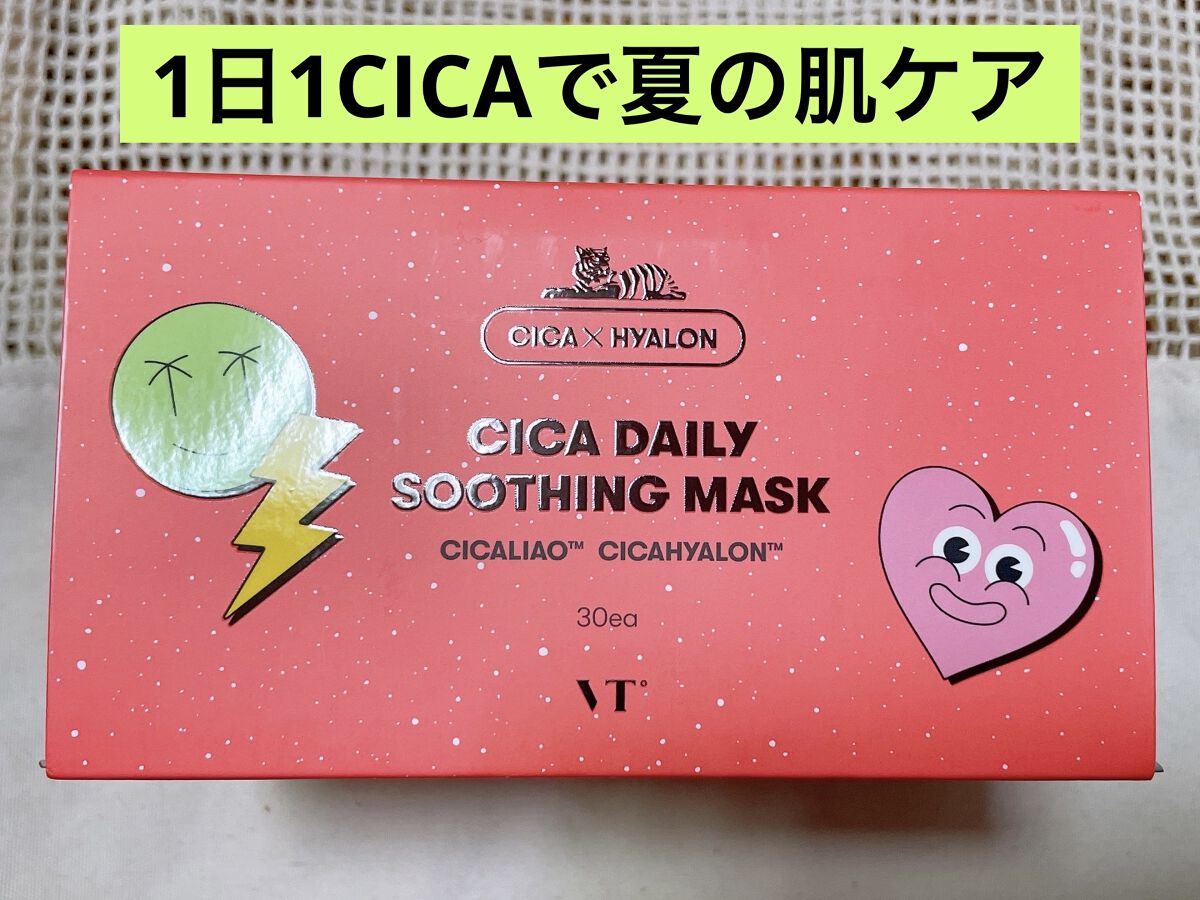 1日1CICAで夏の肌ケア
CICA×HYALON
CICA DAILY
SOOTHING MASK
CICALIAO™ CICAHYALON™
30ea
VT°